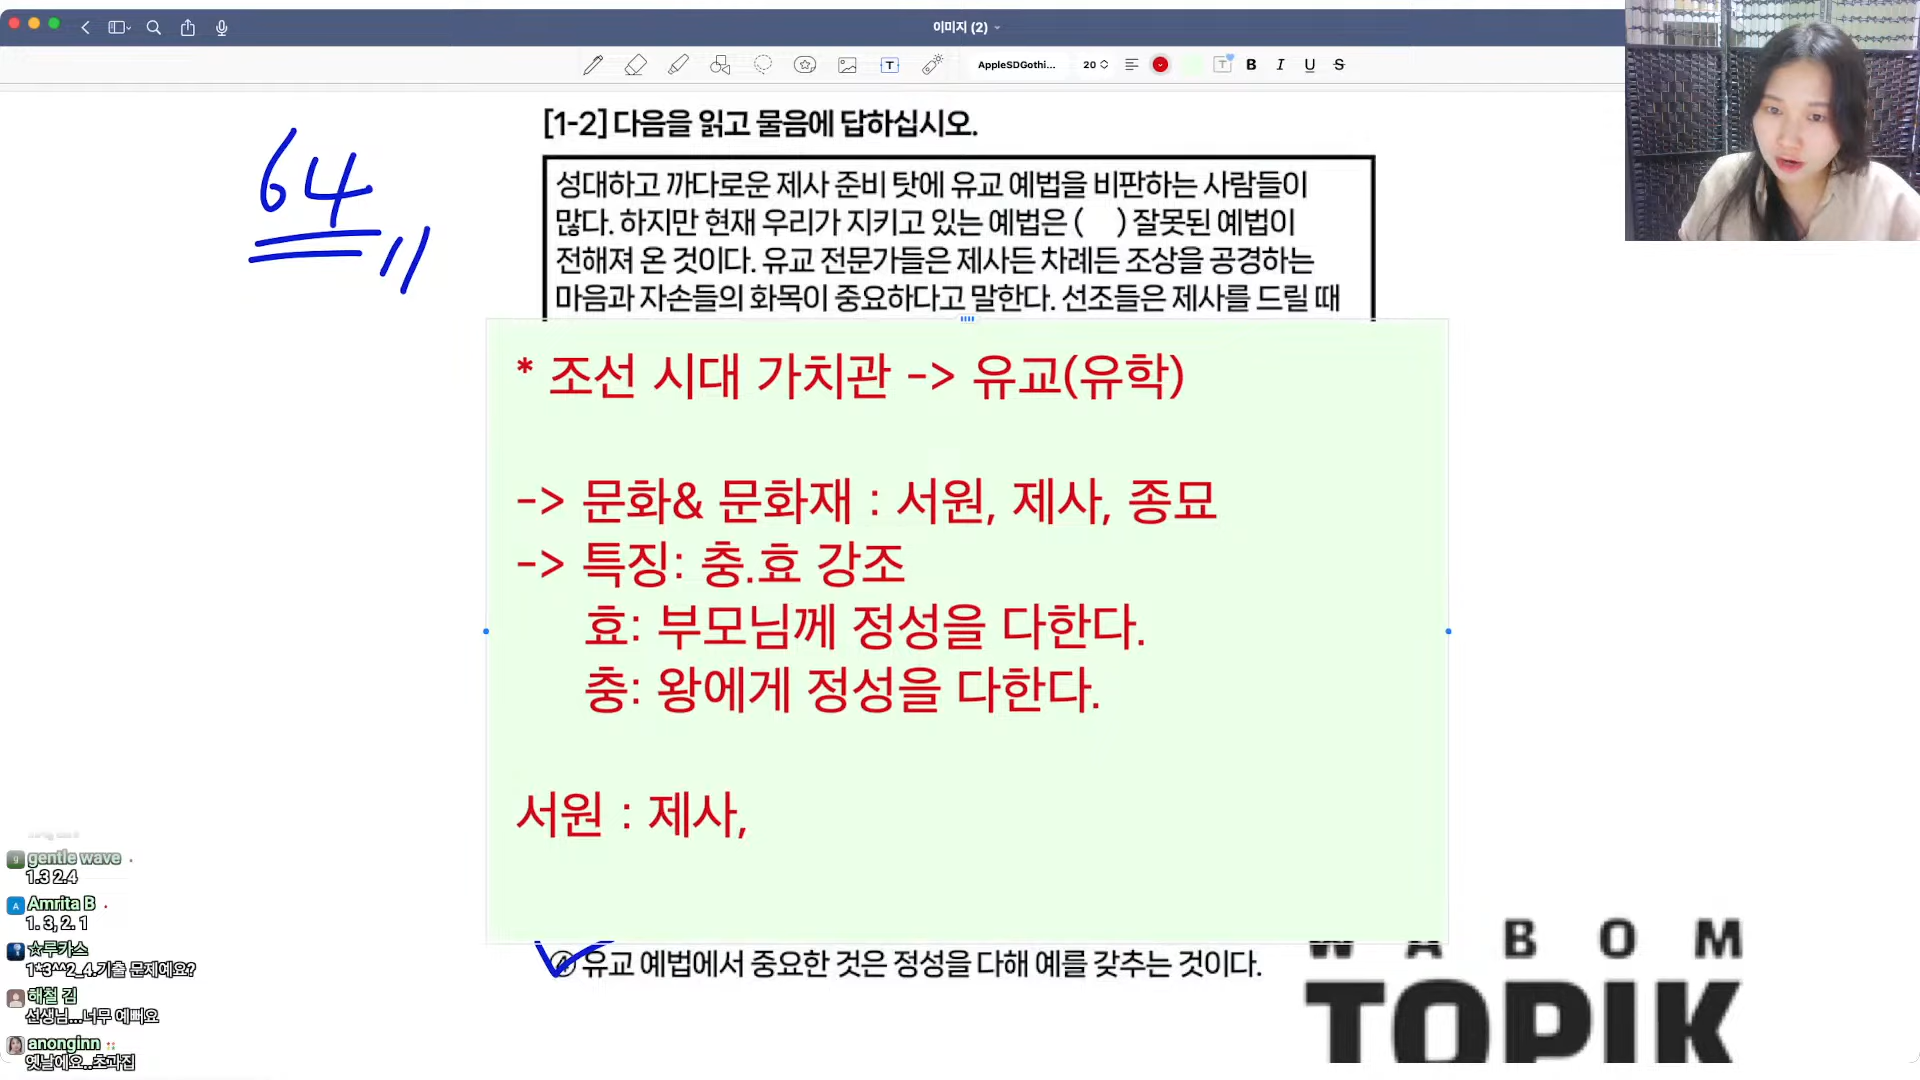 이미지 (2)
AppleSDGothi... 20 B I U S
[1-2] 다음을 읽고 물음에 답하십시오.
64
성대하고 까다로운 제사 준비 탓에 유교 예법을 비판하는 사람들이
많다. 하지만 현재 우리가 지키고 있는 예법은 ( ) 잘못된 예법이
전해져 온 것이다. 유교 전문가들은 제사든 차례든 조상을 공경하는
마음과 자손들의 화목이 중요하다고 말한다. 선조들은 제사를 드릴 때
* 조선 시대 가치관 -> 유교(유학)
-> 문화& 문화재 : 서원, 제사, 종묘
-> 특징: 충.효 강조
효: 부모님께 정성을 다한다.
충: 왕에게 정성을 다한다.
서원 : 제사,
④ 유교 예법에서 중요한 것은 정성을 다해 예를 갖추는 것이다.
WABOM
TOPIK
gentle wave
1.3 2.4
Amrita B
1. 3, 2. 1
☆루카스
1*3^^2_4.기출 문제예요?
해철 김
선생님...너무 예뻐요
anonginn
옛날에요..초과집